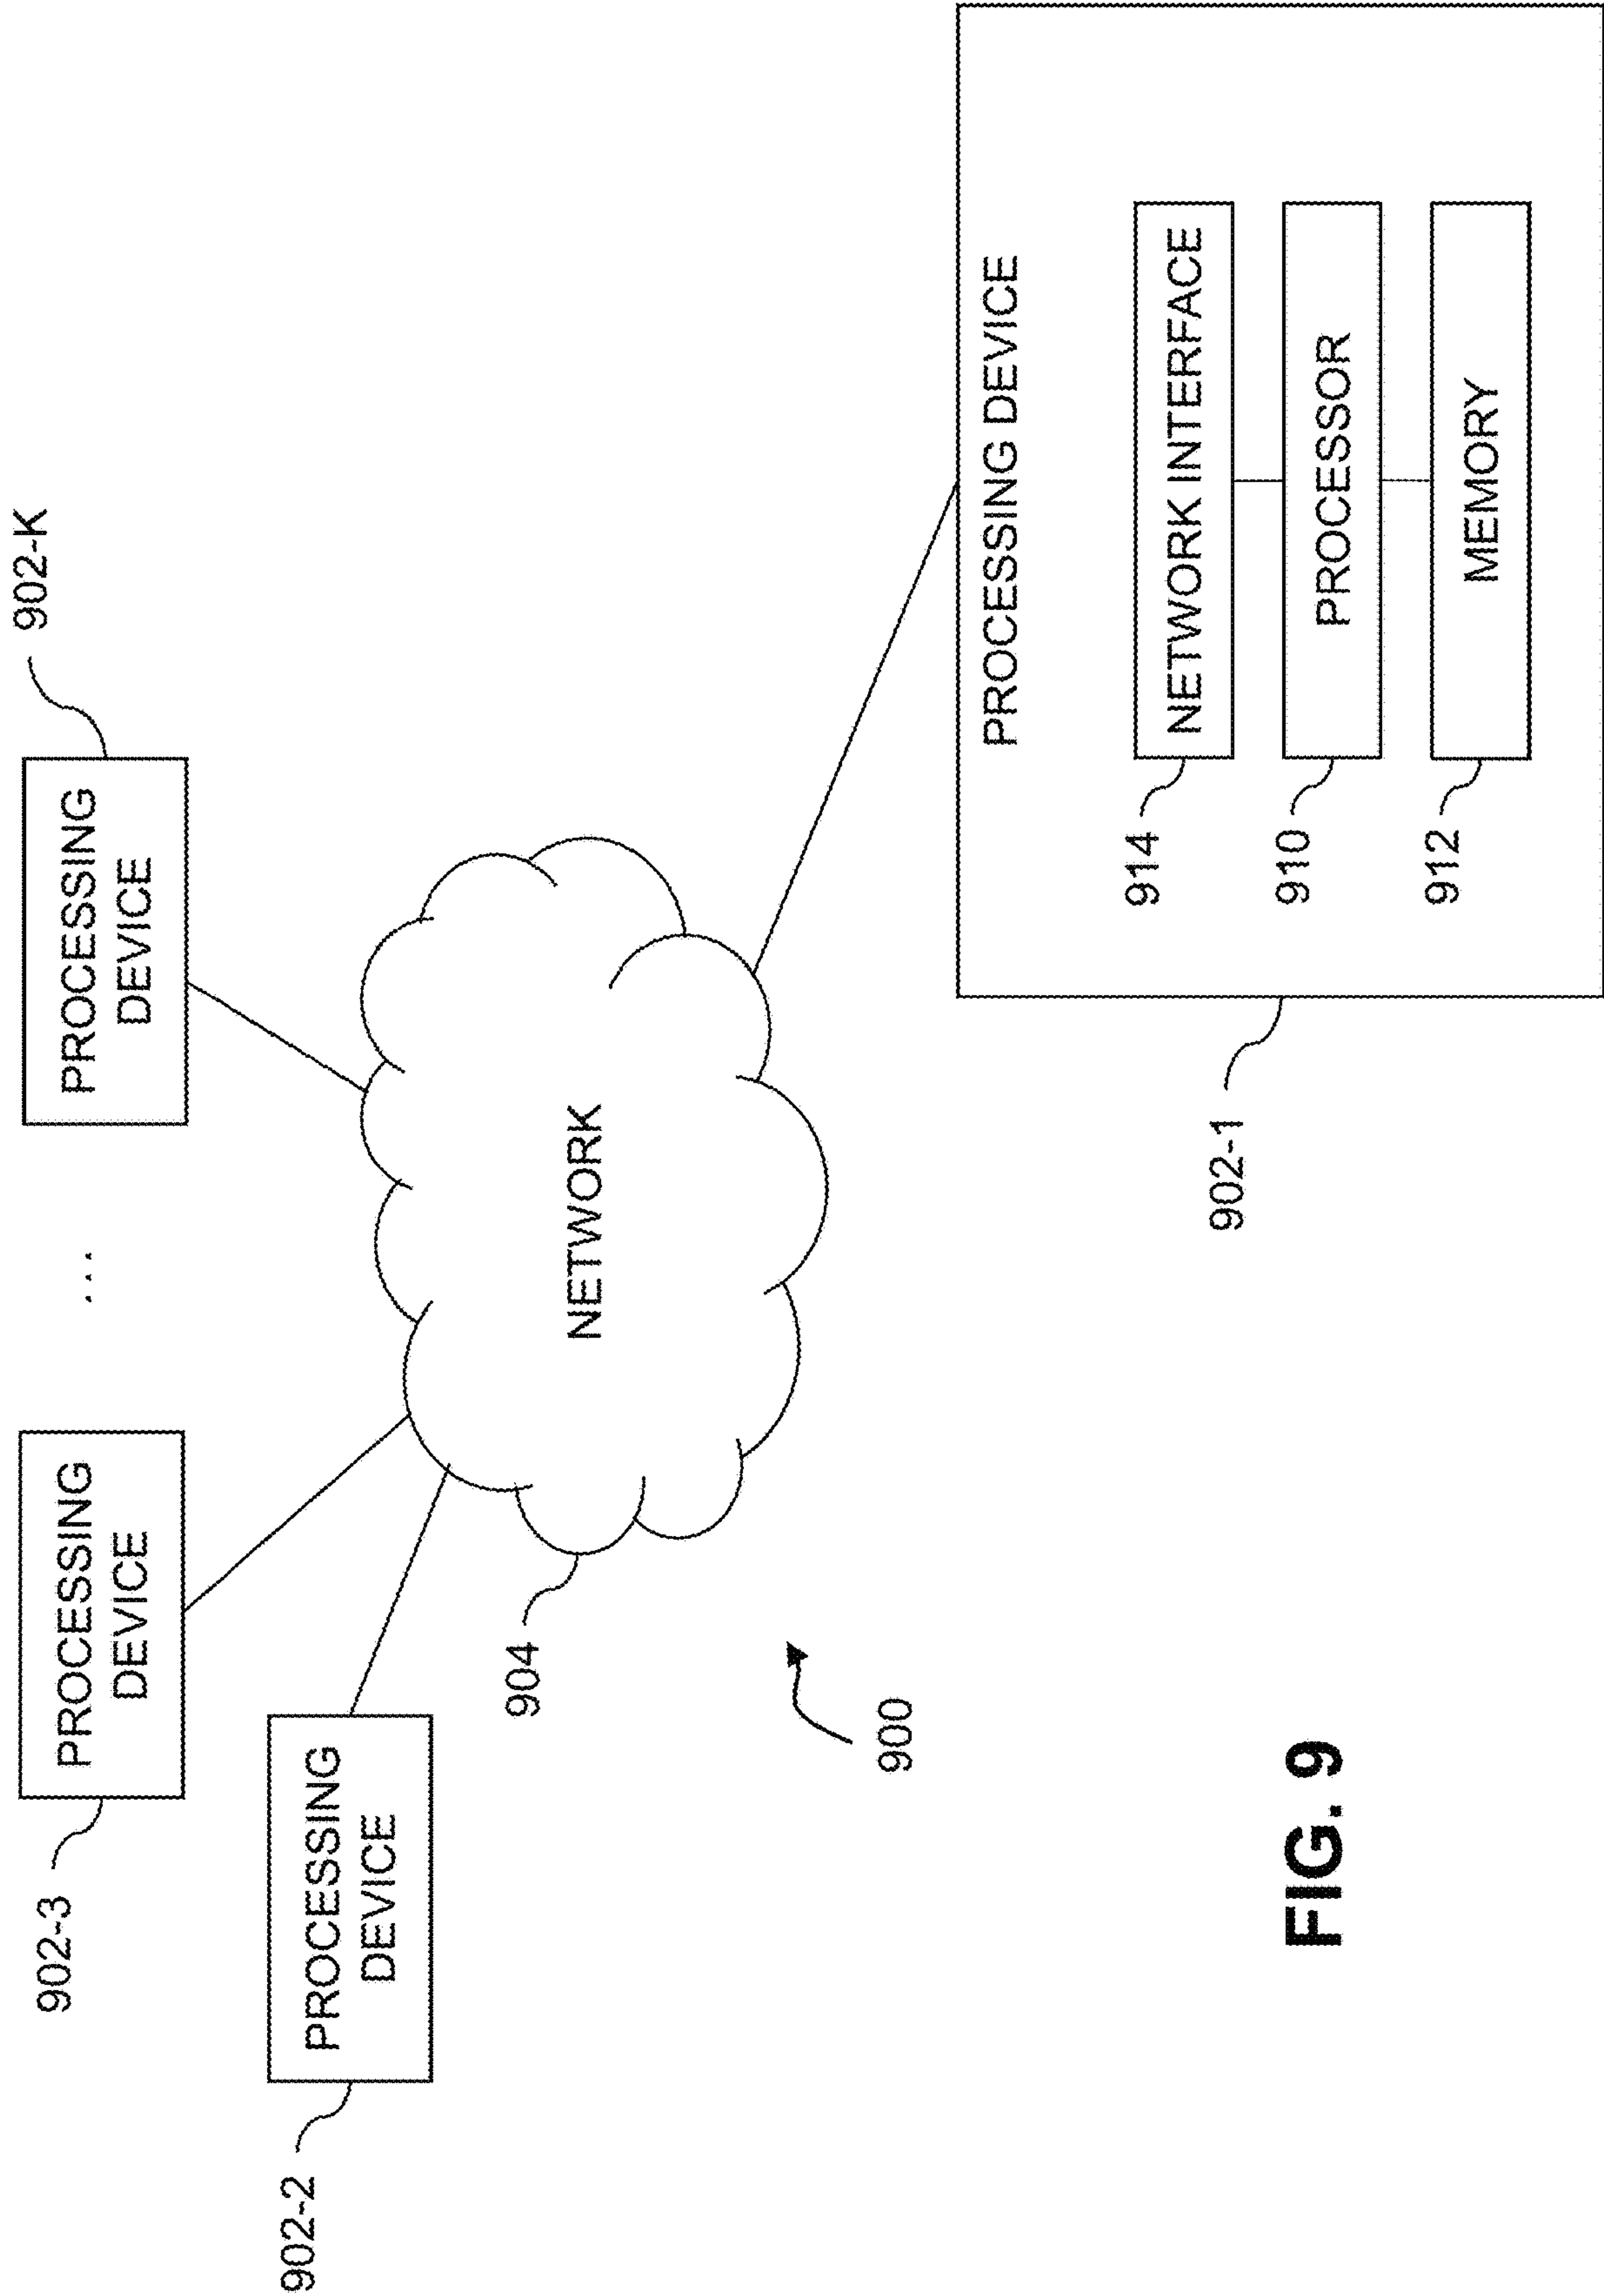 902-2
PROCESSING
DEVICE
902-3
PROCESSING
DEVICE
...
PROCESSING
DEVICE
902-K
904
NETWORK
900
902-1
PROCESSING DEVICE
914
NETWORK INTERFACE
910
PROCESSOR
912
MEMORY
FIG. 9